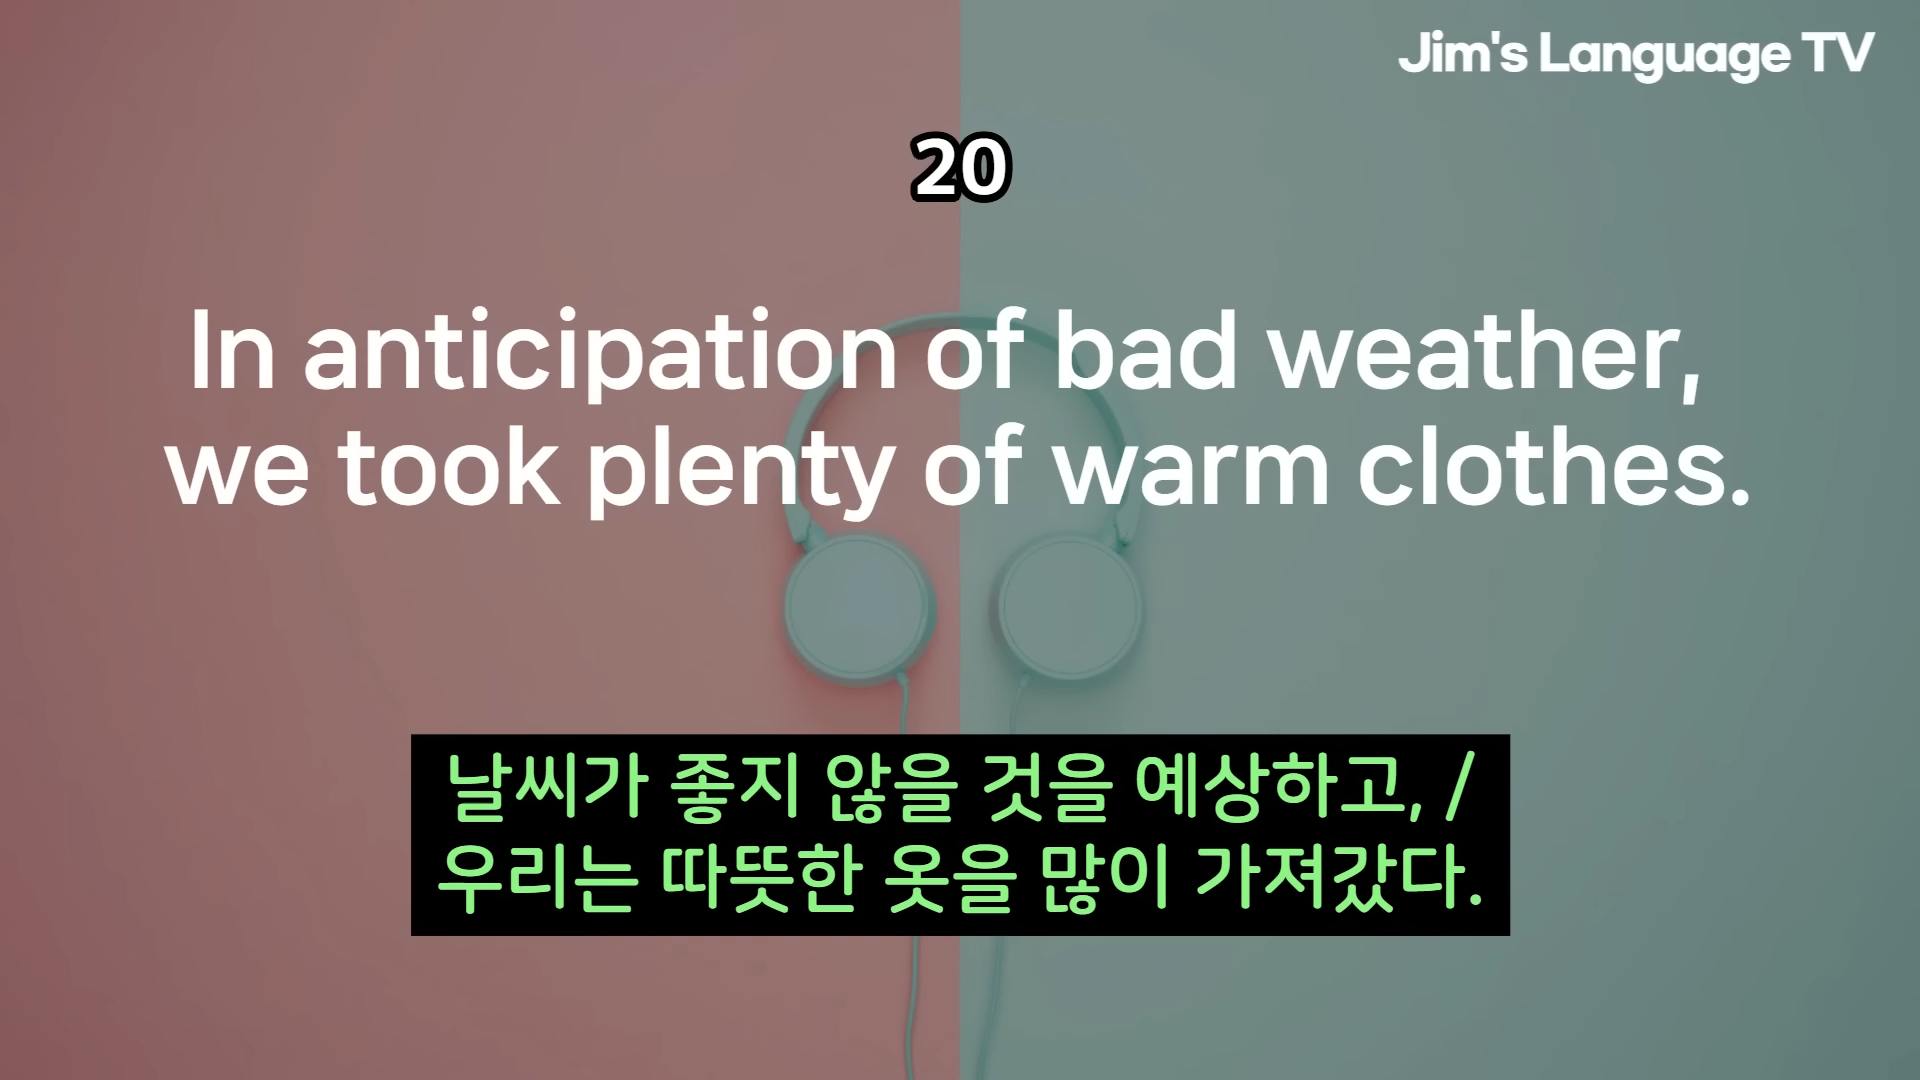 Jim's Language TV
20
In anticipation of bad weather,
we took plenty of warm clothes.
날씨가 좋지 않을 것을 예상하고, /
우리는 따뜻한 옷을 많이 가져갔다.